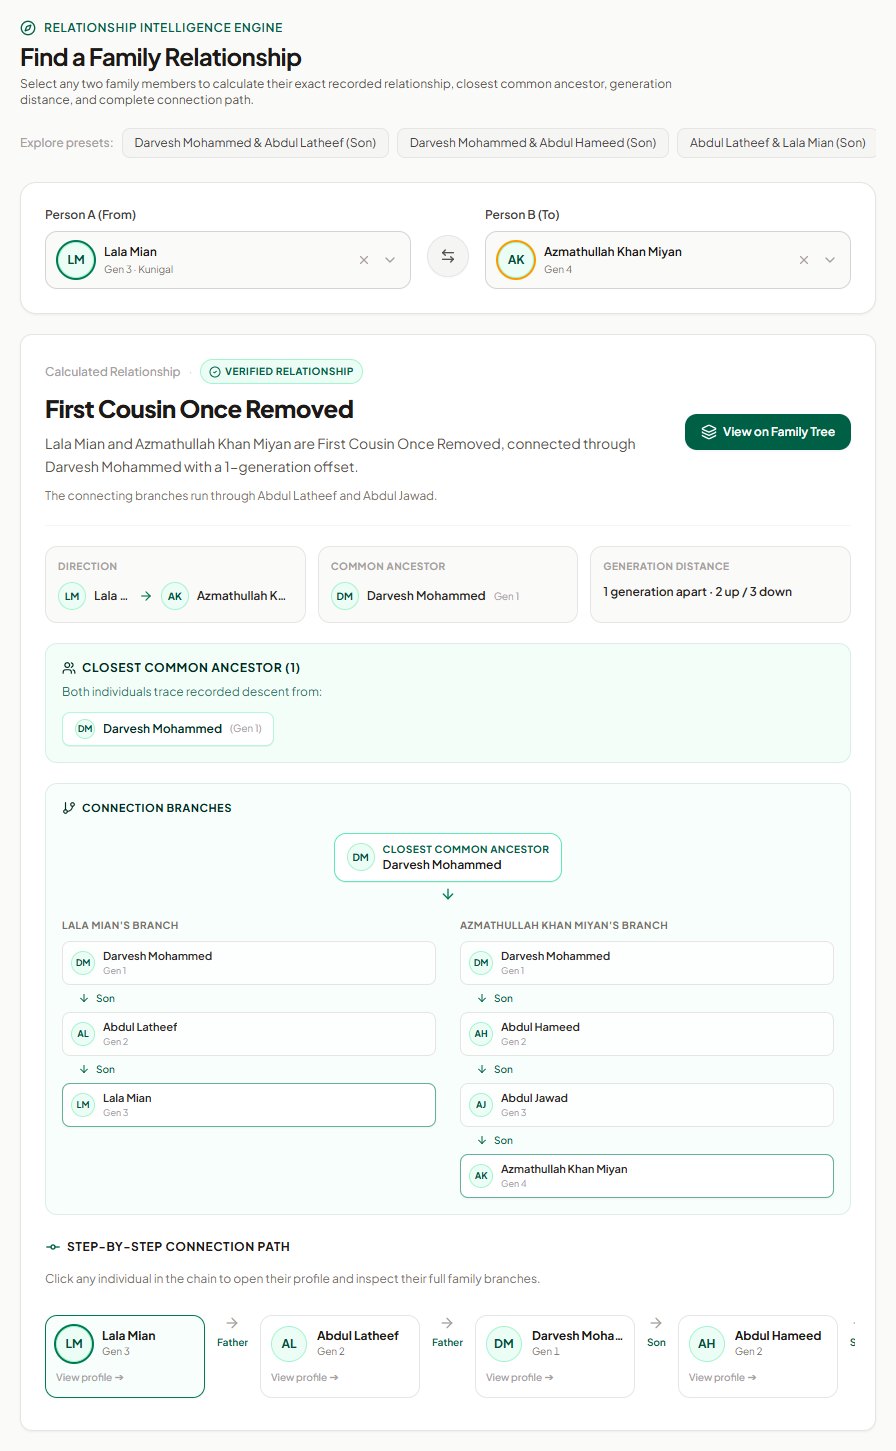 RELATIONSHIP INTELLIGENCE ENGINE
Find a Family Relationship
Select any two family members to calculate their exact recorded relationship, closest common ancestor, generation
distance, and complete connection path.
Explore presets:
Darvesh Mohammed & Abdul Latheef (Son)
Darvesh Mohammed & Abdul Hameed (Son)
Abdul Latheef & Lala Mian (Son)
Person A (From)
LM
Lala Mian
Gen 3 · Kunigal
Person B (To)
AK
Azmathullah Khan Miyan
Gen 4
Calculated Relationship ·
VERIFIED RELATIONSHIP
First Cousin Once Removed
Lala Mian and Azmathullah Khan Miyan are First Cousin Once Removed, connected through
Darvesh Mohammed with a 1–generation offset.
The connecting branches run through Abdul Latheef and Abdul Jawad.
View on Family Tree
DIRECTION
LM Lala ... → AK Azmathullah K...
COMMON ANCESTOR
DM Darvesh Mohammed Gen 1
GENERATION DISTANCE
1 generation apart · 2 up / 3 down
CLOSEST COMMON ANCESTOR (1)
Both individuals trace recorded descent from:
DM Darvesh Mohammed (Gen 1)
CONNECTION BRANCHES
DM
CLOSEST COMMON ANCESTOR
Darvesh Mohammed
↓
LALA MIAN'S BRANCH
DM
Darvesh Mohammed
Gen 1
↓ Son
AL
Abdul Latheef
Gen 2
↓ Son
LM
Lala Mian
Gen 3
AZMATHULLAH KHAN MIYAN'S BRANCH
DM
Darvesh Mohammed
Gen 1
↓ Son
AH
Abdul Hameed
Gen 2
↓ Son
AJ
Abdul Jawad
Gen 3
↓ Son
AK
Azmathullah Khan Miyan
Gen 4
STEP–BY–STEP CONNECTION PATH
Click any individual in the chain to open their profile and inspect their full family branches.
LM
Lala Mian
Gen 3
View profile →
→
Father
AL
Abdul Latheef
Gen 2
View profile →
→
Father
DM
Darvesh Moha...
Gen 1
View profile →
→
Son
AH
Abdul Hameed
Gen 2
View profile →